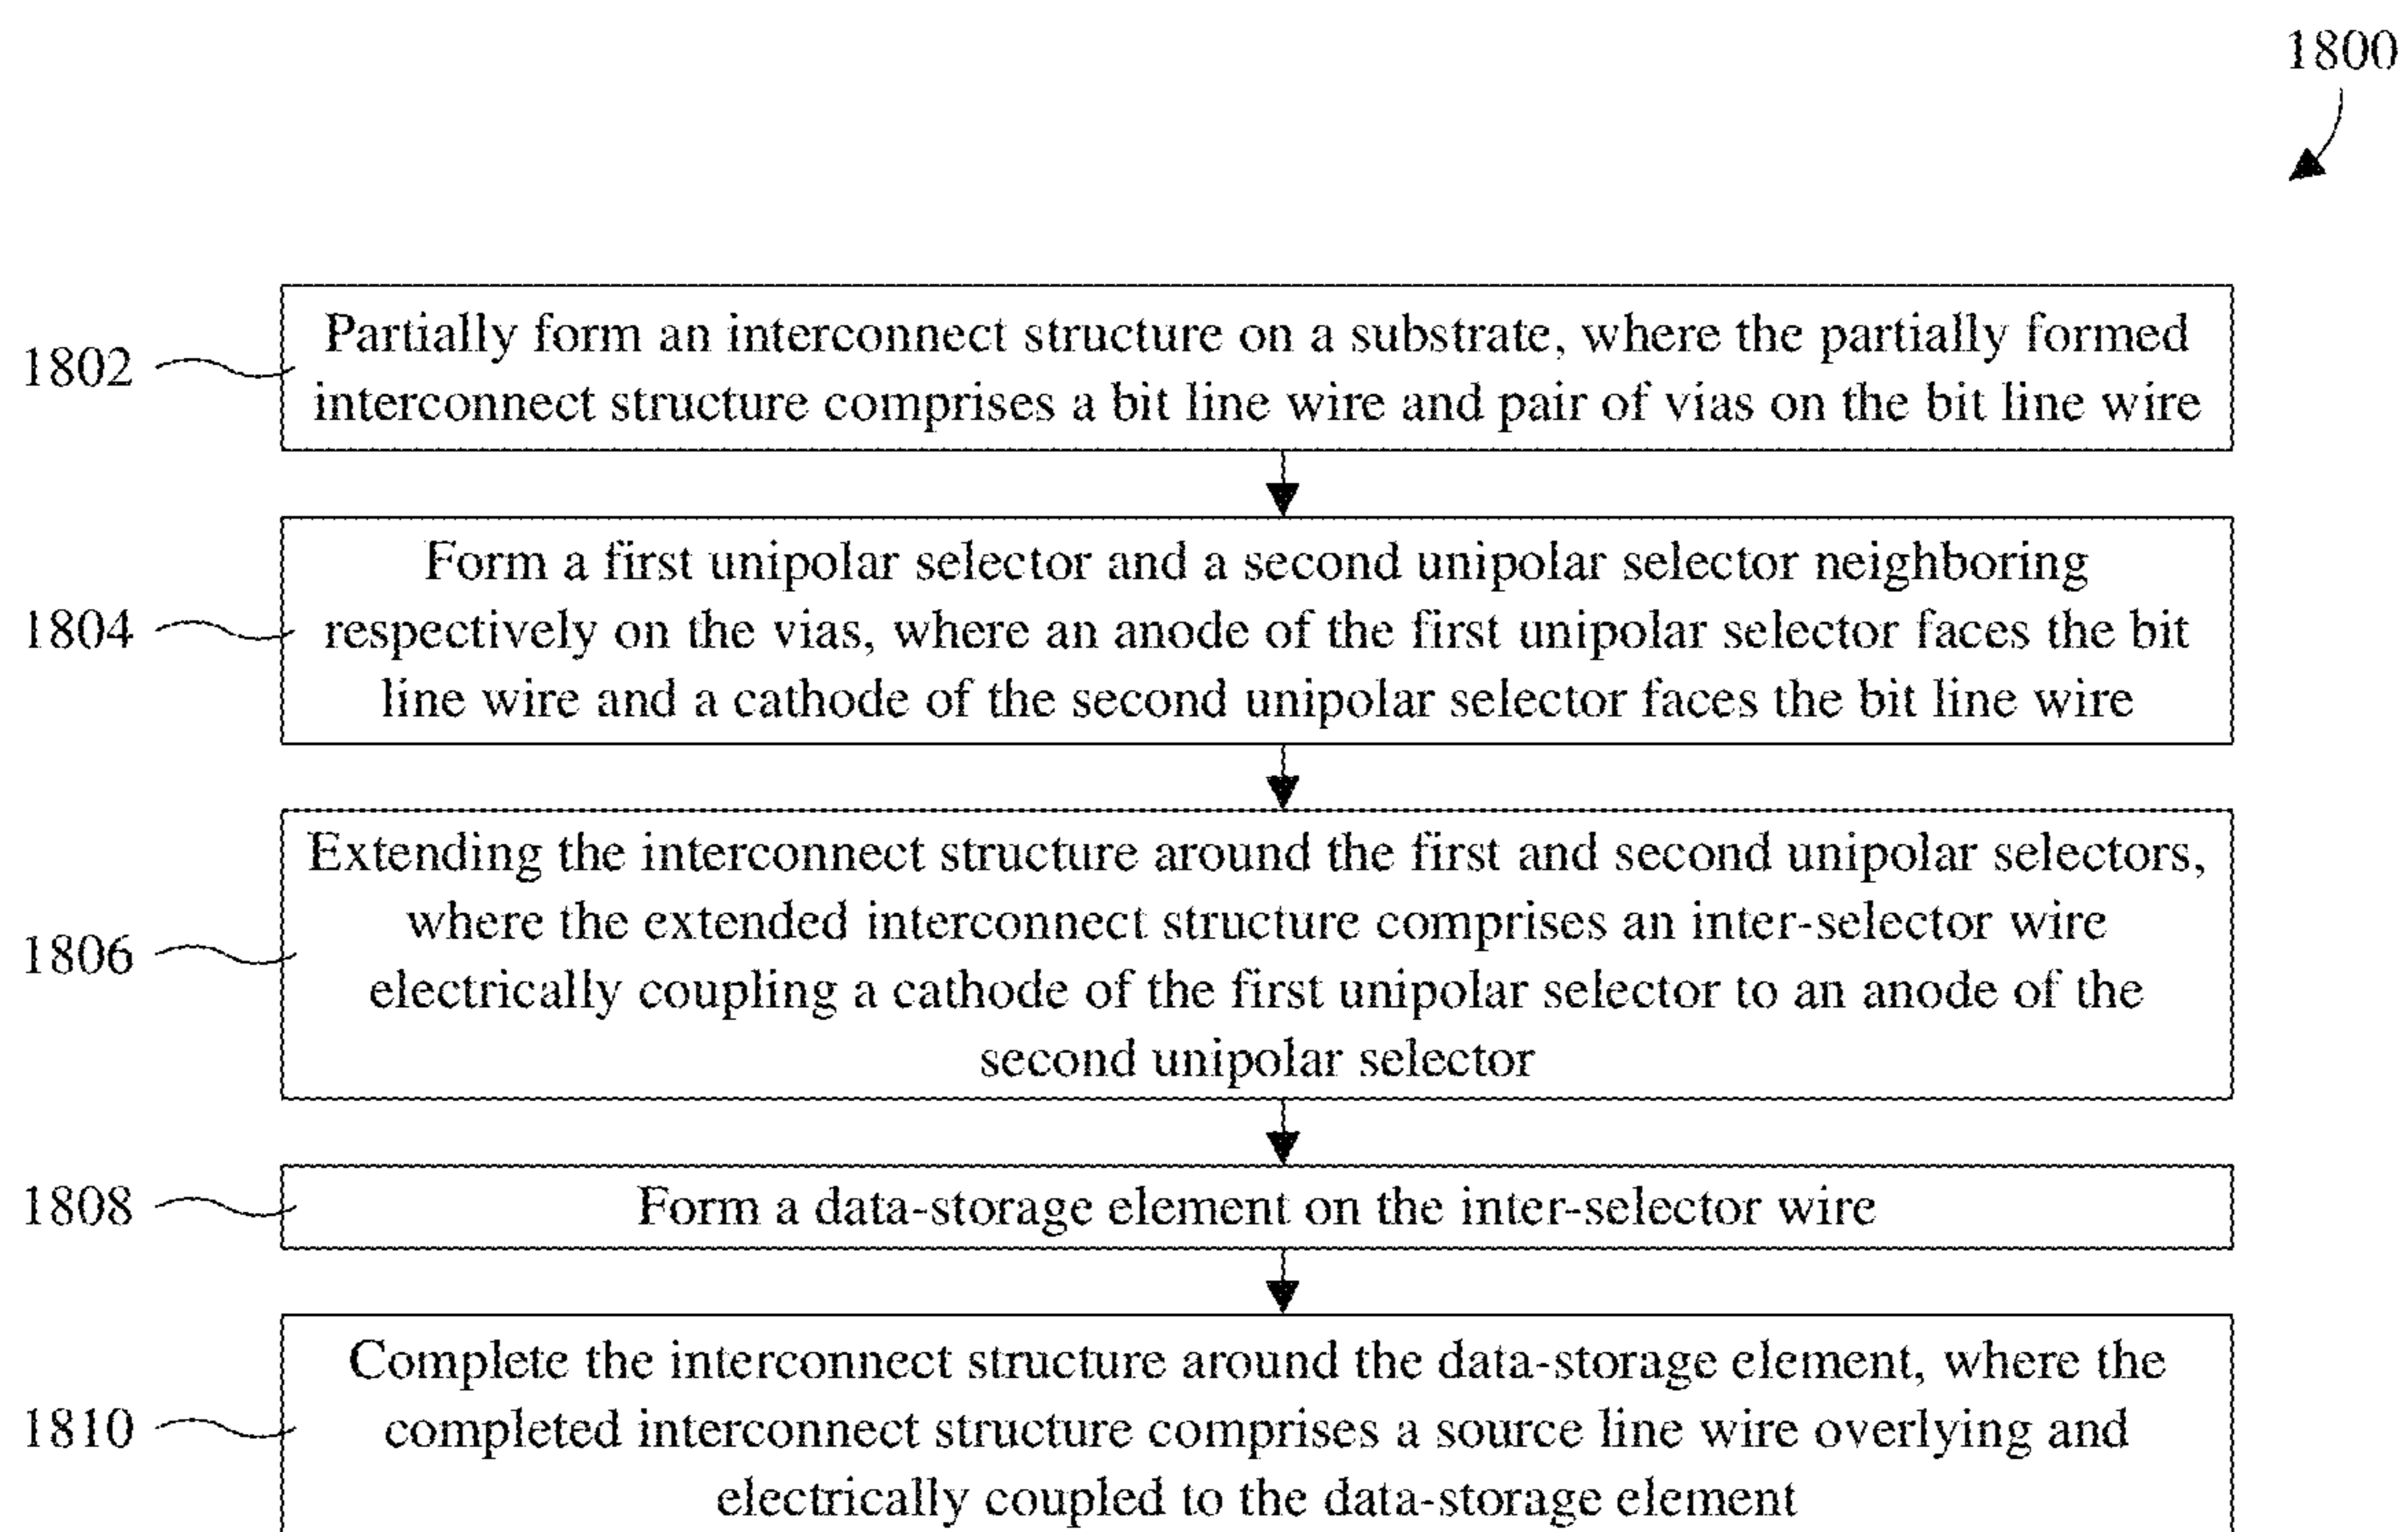 1800
1802
Partially form an interconnect structure on a substrate, where the partially formed
interconnect structure comprises a bit line wire and pair of vias on the bit line wire
1804
Form a first unipolar selector and a second unipolar selector neighboring
respectively on the vias, where an anode of the first unipolar selector faces the bit
line wire and a cathode of the second unipolar selector faces the bit line wire
1806
Extending the interconnect structure around the first and second unipolar selectors,
where the extended interconnect structure comprises an inter-selector wire
electrically coupling a cathode of the first unipolar selector to an anode of the
second unipolar selector
1808
Form a data-storage element on the inter-selector wire
1810
Complete the interconnect structure around the data-storage element, where the
completed interconnect structure comprises a source line wire overlying and
electrically coupled to the data-storage element